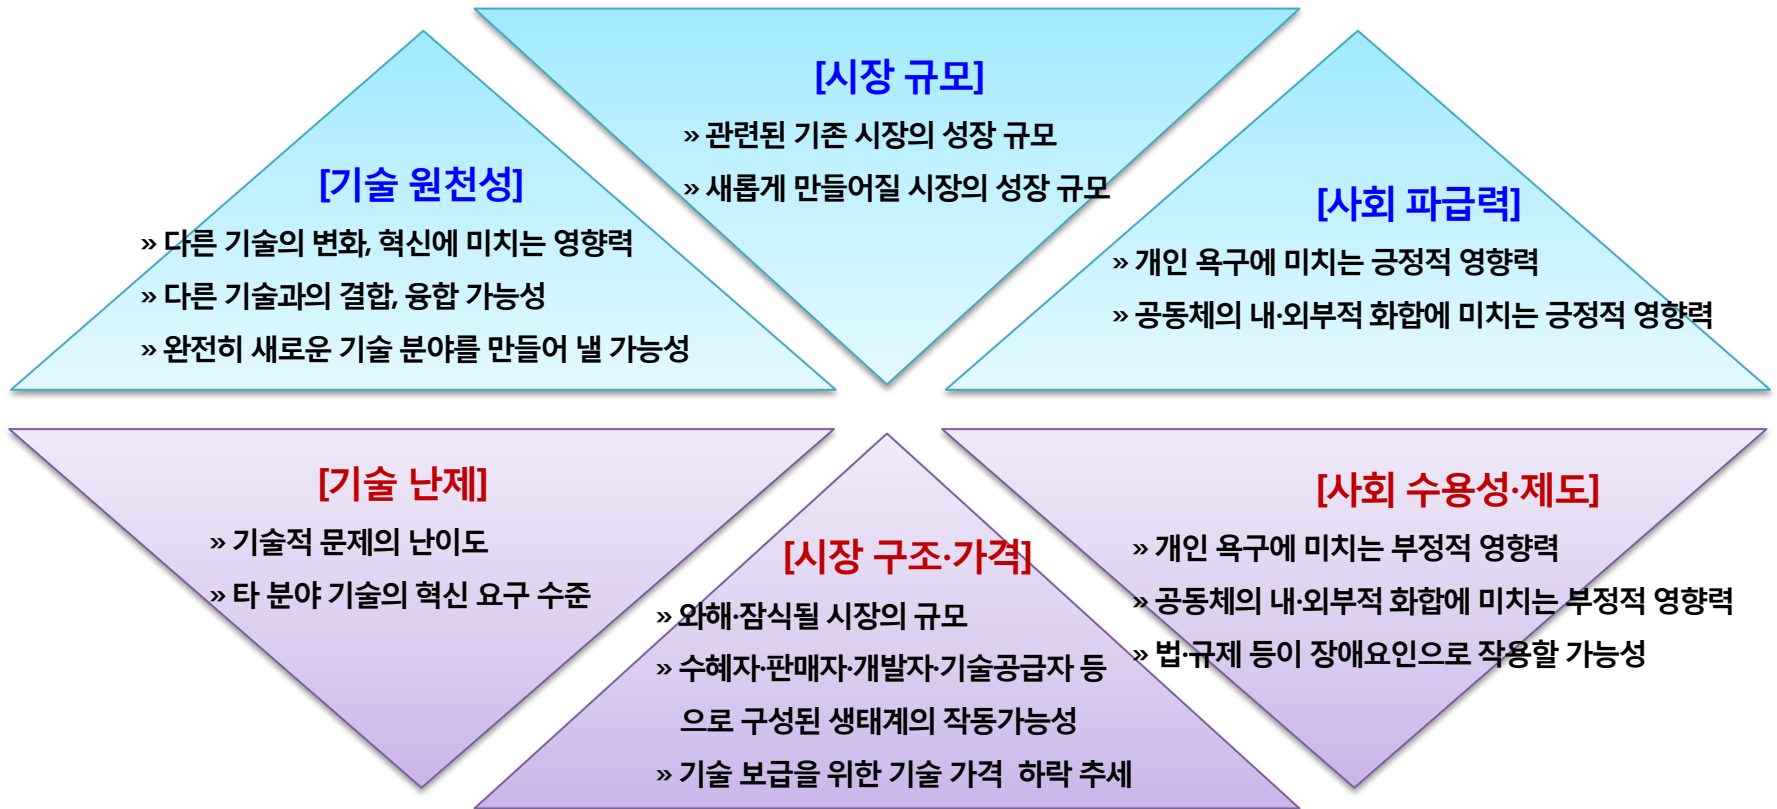 [시장 규모]
» 관련된 기존 시장의 성장 규모
» 새롭게 만들어질 시장의 성장 규모
[기술 원천성]
» 다른 기술의 변화, 혁신에 미치는 영향력
» 다른 기술과의 결합, 융합 가능성
» 완전히 새로운 기술 분야를 만들어 낼 가능성
[사회 파급력]
» 개인 욕구에 미치는 긍정적 영향력
» 공동체의 내·외부적 화합에 미치는 긍정적 영향력
[기술 난제]
» 기술적 문제의 난이도
» 타 분야 기술의 혁신 요구 수준
[시장 구조·가격]
» 와해·잠식될 시장의 규모
» 수혜자·판매자·개발자·기술공급자 등
으로 구성된 생태계의 작동가능성
» 기술 보급을 위한 기술 가격 하락 추세
[사회 수용성·제도]
» 개인 욕구에 미치는 부정적 영향력
» 공동체의 내·외부적 화합에 미치는 부정적 영향력
» 법·규제 등이 장애요인으로 작용할 가능성